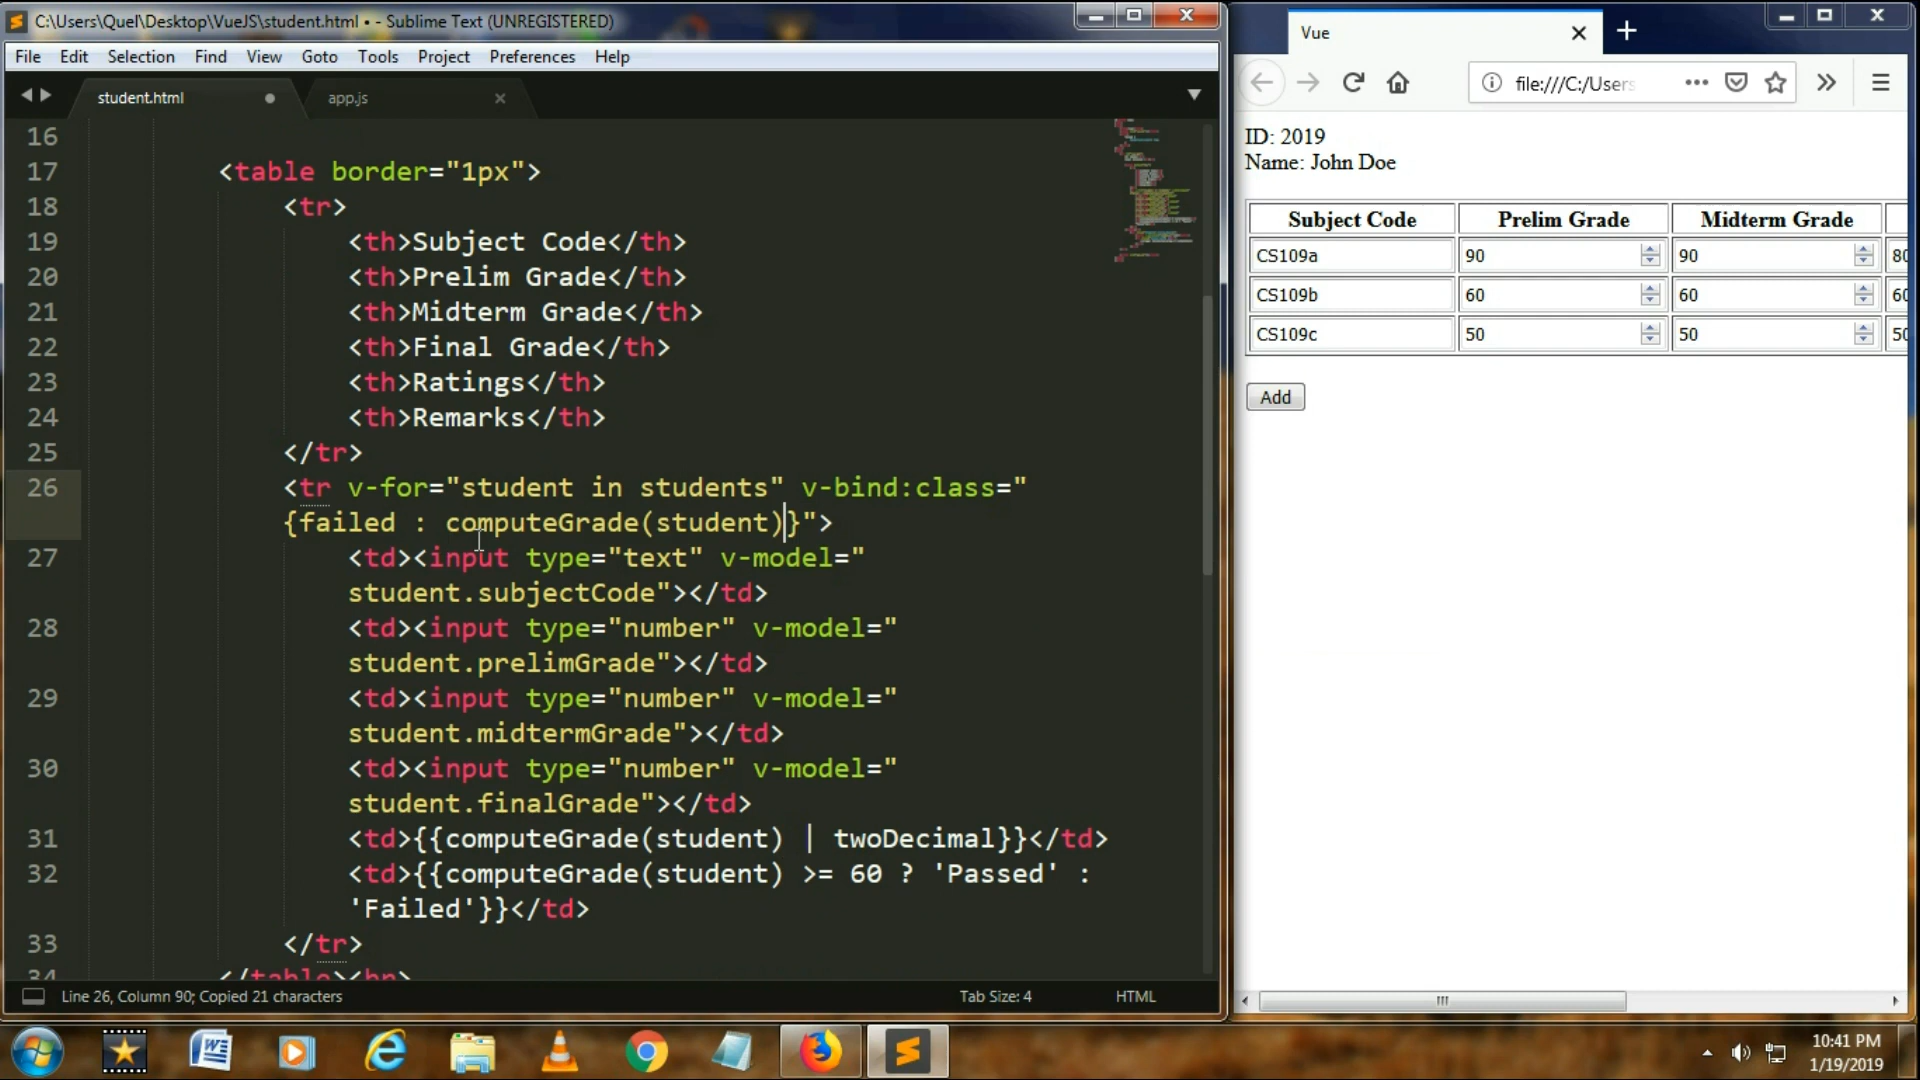 C:\Users\Quel\Desktop\VueJS\student.html • - Sublime Text (UNREGISTERED)
File Edit Selection Find View Goto Tools Project Preferences Help
student.html app.js
16
17 <table border="1px">
18 <tr>
19 <th>Subject Code</th>
20 <th>Prelim Grade</th>
21 <th>Midterm Grade</th>
22 <th>Final Grade</th>
23 <th>Ratings</th>
24 <th>Remarks</th>
25 </tr>
26 <tr v-for="student in students" v-bind:class="
{failed : computeGrade(student)}">
27 <td><input type="text" v-model="
student.subjectCode"></td>
28 <td><input type="number" v-model="
student.prelimGrade"></td>
29 <td><input type="number" v-model="
student.midtermGrade"></td>
30 <td><input type="number" v-model="
student.finalGrade"></td>
31 <td>{{computeGrade(student) | twoDecimal}}</td>
32 <td>{{computeGrade(student) >= 60 ? 'Passed' :
'Failed'}}</td>
33 </tr>
34 </table><br>
Line 26, Column 90; Copied 21 characters Tab Size: 4 HTML
Vue
file:///C:/Users
ID: 2019
Name: John Doe
Subject Code Prelim Grade Midterm Grade
CS109a 90 90 80
CS109b 60 60 60
CS109c 50 50 50
Add
10:41 PM
1/19/2019